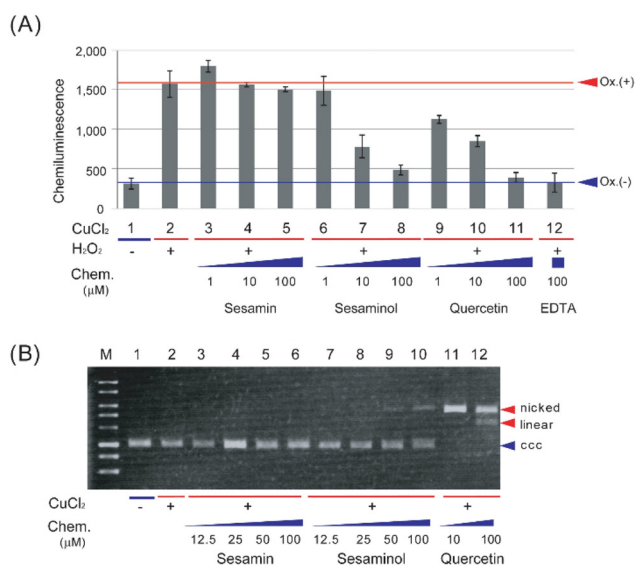 (A)
2,000
1,500
1,000
500
0
Chemiluminescence
Ox.(+)
Ox.(-)
CuCl₂ 1 2 3 4 5 6 7 8 9 10 11 12
H₂O₂ - + + + + +
Chem. (μM) 1 10 100 1 10 100 1 10 100 100
Sesamin Sesaminol Quercetin EDTA
(B)
M 1 2 3 4 5 6 7 8 9 10 11 12
nicked
linear
ccc
CuCl₂ - + + + +
Chem. (μM) 12.5 25 50 100 12.5 25 50 100 10 100
Sesamin Sesaminol Quercetin